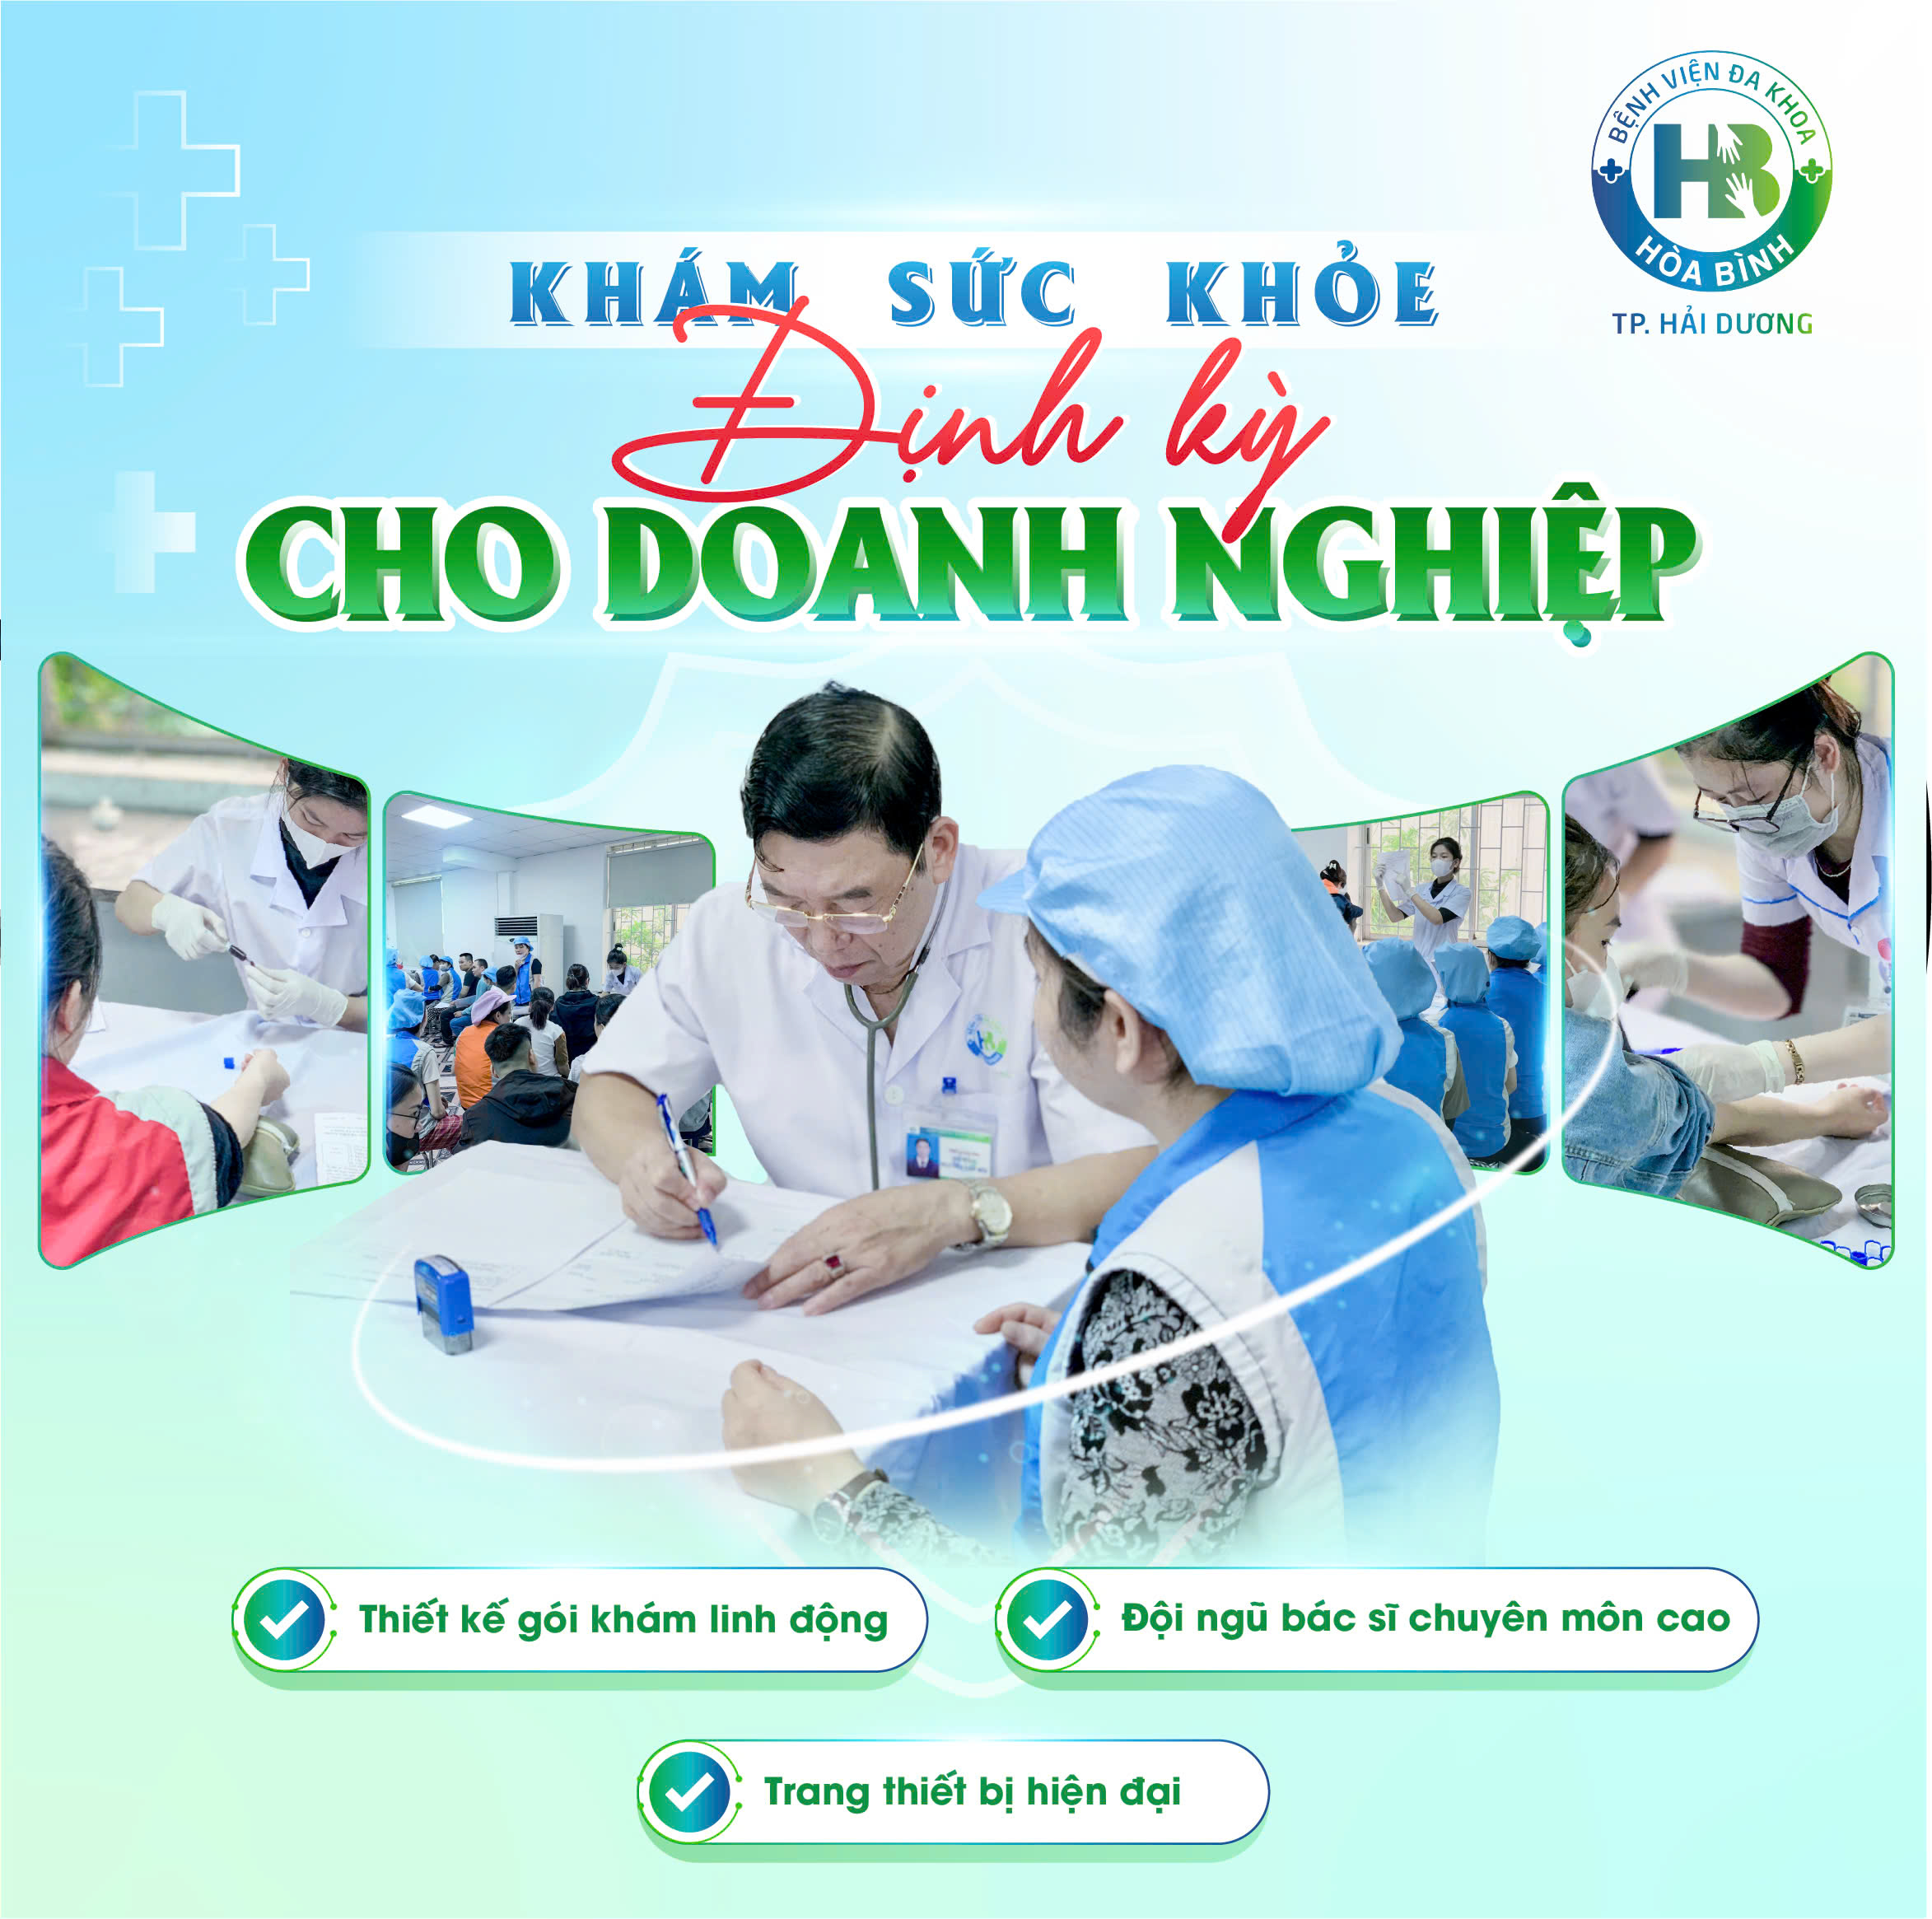 BỆNH VIỆN ĐA KHOA
HB
HÒA BÌNH
TP. HẢI DƯƠNG
KHÁM SỨC KHỎE
Định kỳ
CHO DOANH NGHIỆP
Thiết kế gói khám linh động
Đội ngũ bác sĩ chuyên môn cao
Trang thiết bị hiện đại